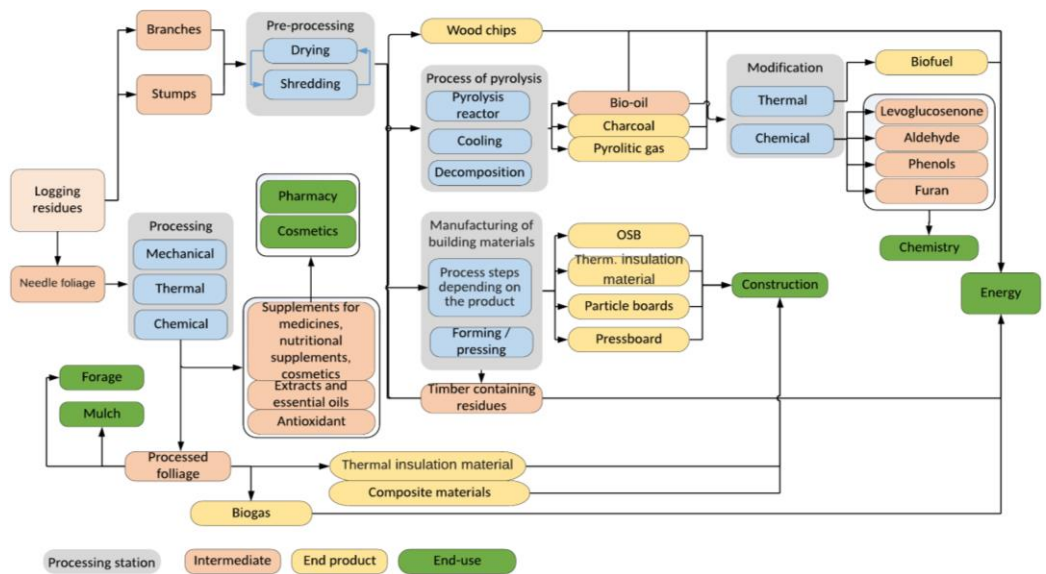 Branches
Stumps
Pre-processing
Drying
Shredding
Wood chips
Process of pyrolysis
Pyrolysis
reactor
Cooling
Decomposition
Bio-oil
Charcoal
Pyrolitic gas
Modification
Thermal
Chemical
Biofuel
Levoglucosenone
Aldehyde
Phenols
Furan
Chemistry
Energy
Logging
residues
Needle foliage
Processing
Mechanical
Thermal
Chemical
Pharmacy
Cosmetics
Supplements for
medicines,
nutritional
supplements,
cosmetics
Extracts and
essential oils
Antioxidant
Manufacturing of
building materials
Process steps
depending on
the product
Forming /
pressing
Timber containing
residues
OSB
Therm. insulation
material
Particle boards
Pressboard
Construction
Forage
Mulch
Processed
folliage
Thermal insulation material
Composite materials
Biogas
Processing station
Intermediate
End product
End-use